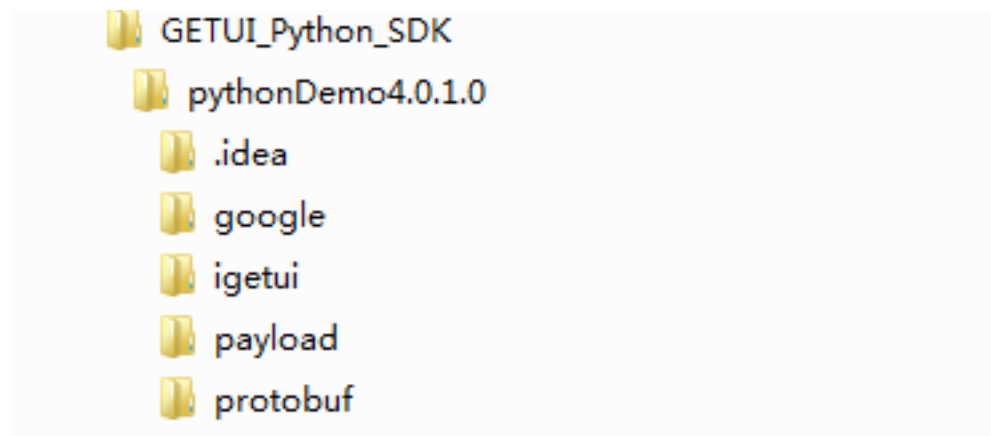 GETUI_Python_SDK
pythonDemo4.0.1.0
.idea
google
igetui
payload
protobuf